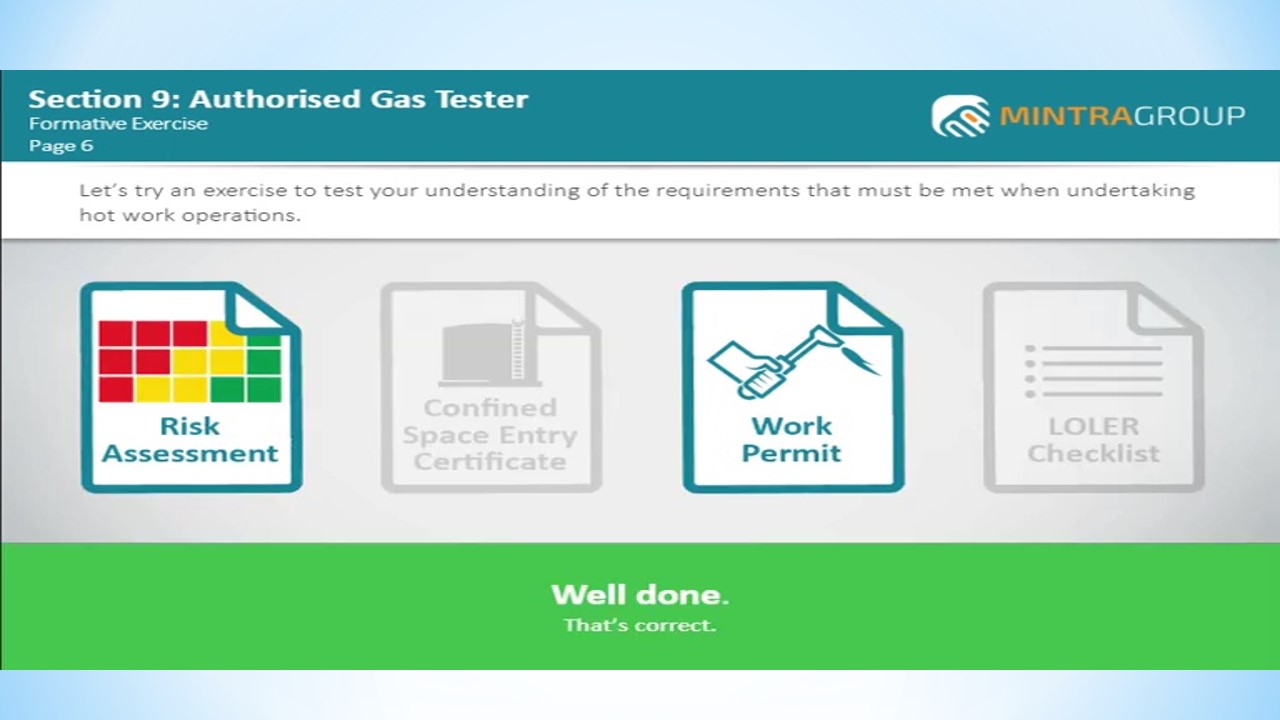 Section 9: Authorised Gas Tester
Formative Exercise
Page 6
MINTRAGROUP
Let's try an exercise to test your understanding of the requirements that must be met when undertaking
hot work operations.
Risk
Assessment
Confined
Space Entry
Certificate
Work
Permit
LOLER
Checklist
Well done.
That's correct.